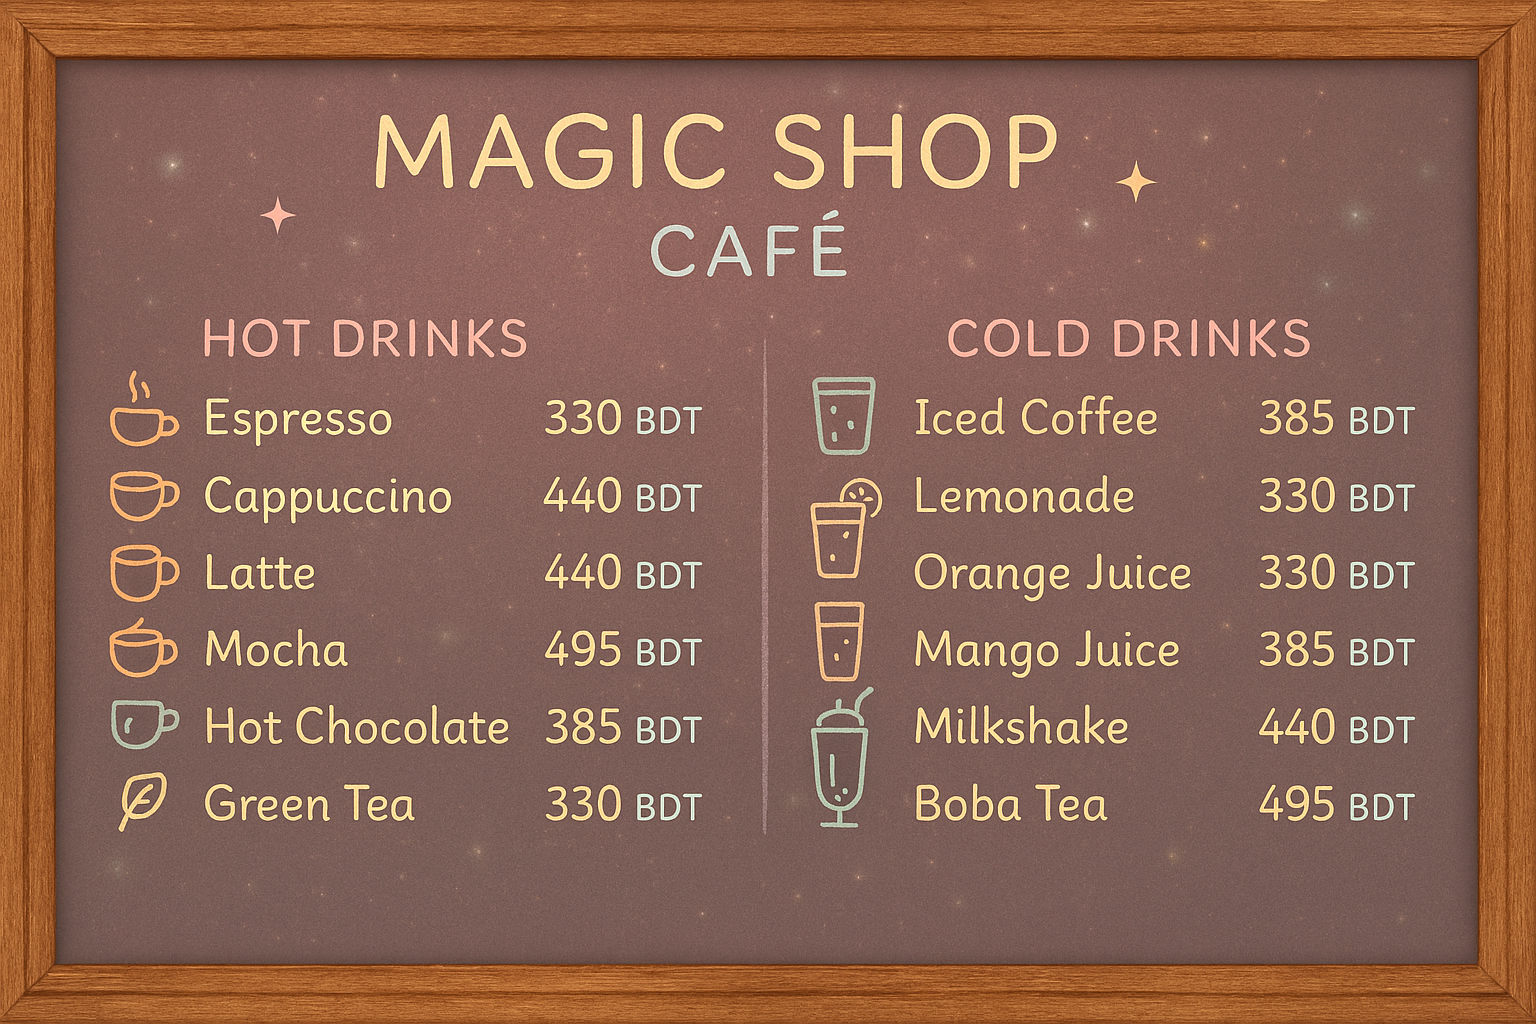 MAGIC SHOP
CAFÉ
HOT DRINKS
Espresso 330 BDT
Cappuccino 440 BDT
Latte 440 BDT
Mocha 495 BDT
Hot Chocolate 385 BDT
Green Tea 330 BDT
COLD DRINKS
Iced Coffee 385 BDT
Lemonade 330 BDT
Orange Juice 330 BDT
Mango Juice 385 BDT
Milkshake 440 BDT
Boba Tea 495 BDT